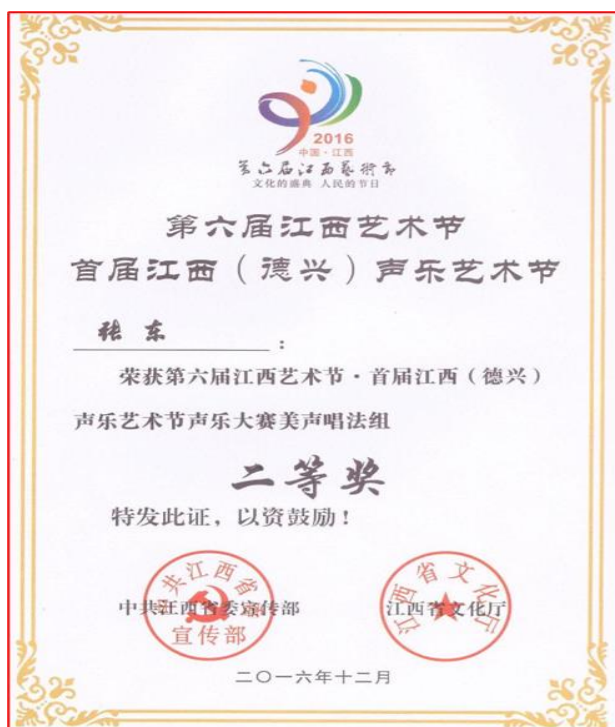 2016
中国·江西
第六届江西藝術节
文化的盛典 人民的节日
第六届江西艺术节
首届江西（德兴）声乐艺术节
张东：
荣获第六届江西艺术节·首届江西（德兴）
声乐艺术节声乐大赛美声唱法组
二等奖
特发此证，以资鼓励！
中共江西省委宣传部 江西省文化厅
中共江西省委
宣传部
江西省文化厅
二〇一六年十二月